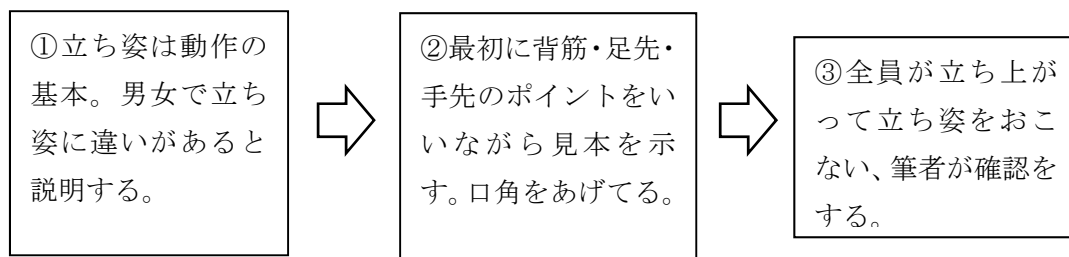 ①立ち姿は動作の
基本。男女で立ち
姿に違いがあると
説明する。
②最初に背筋・足先・
手先のポイントをい
いながら見本を示
す。口角をあげてる。
③全員が立ち上が
って立ち姿をおこ
ない、筆者が確認を
する。